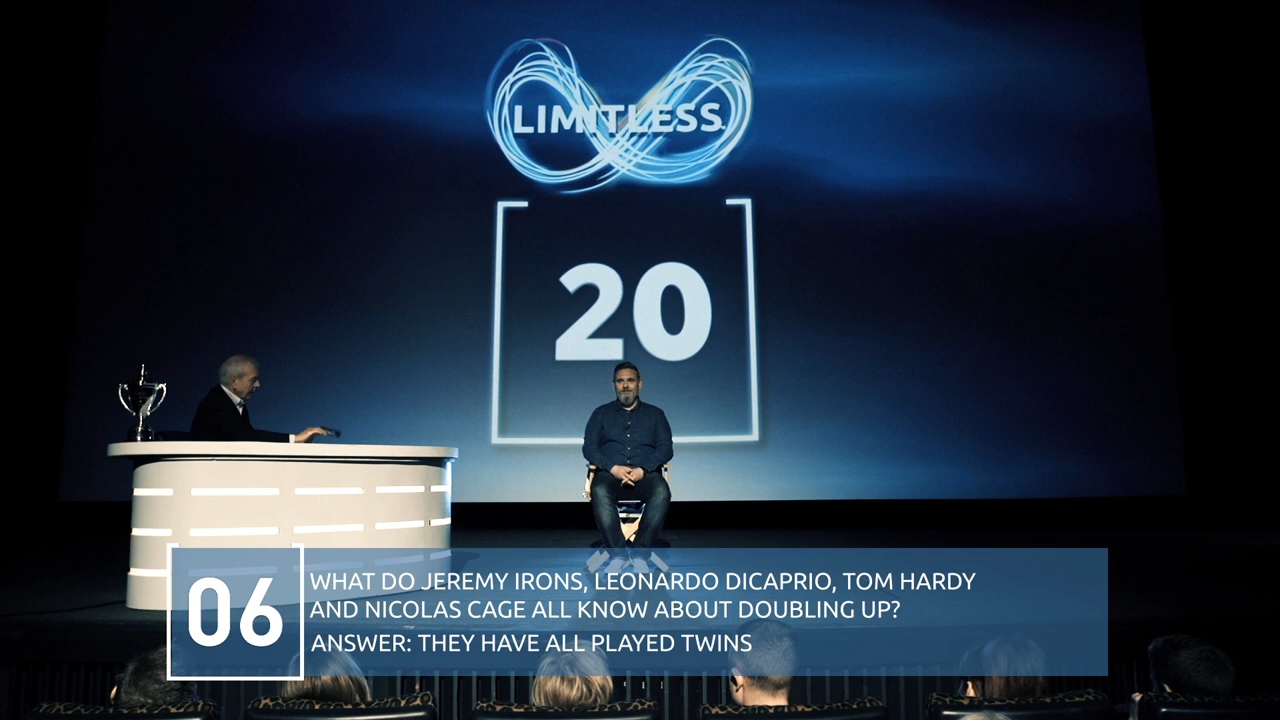 LIMITLESS
20
06
WHAT DO JEREMY IRONS, LEONARDO DICAPRIO, TOM HARDY
AND NICOLAS CAGE ALL KNOW ABOUT DOUBLING UP?
ANSWER: THEY HAVE ALL PLAYED TWINS